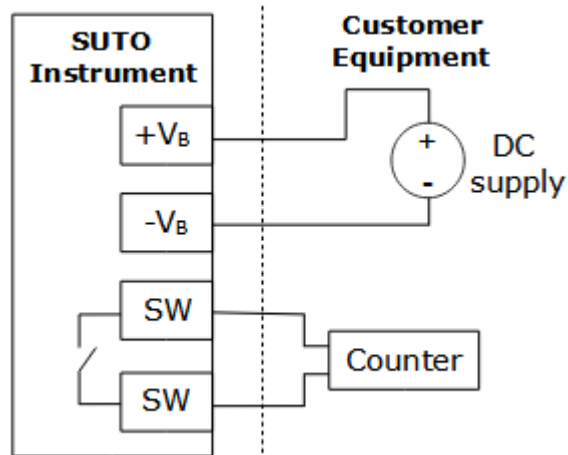 SUTO
Instrument
Customer
Equipment
+VB
+
-
DC
supply
-VB
SW
Counter
SW